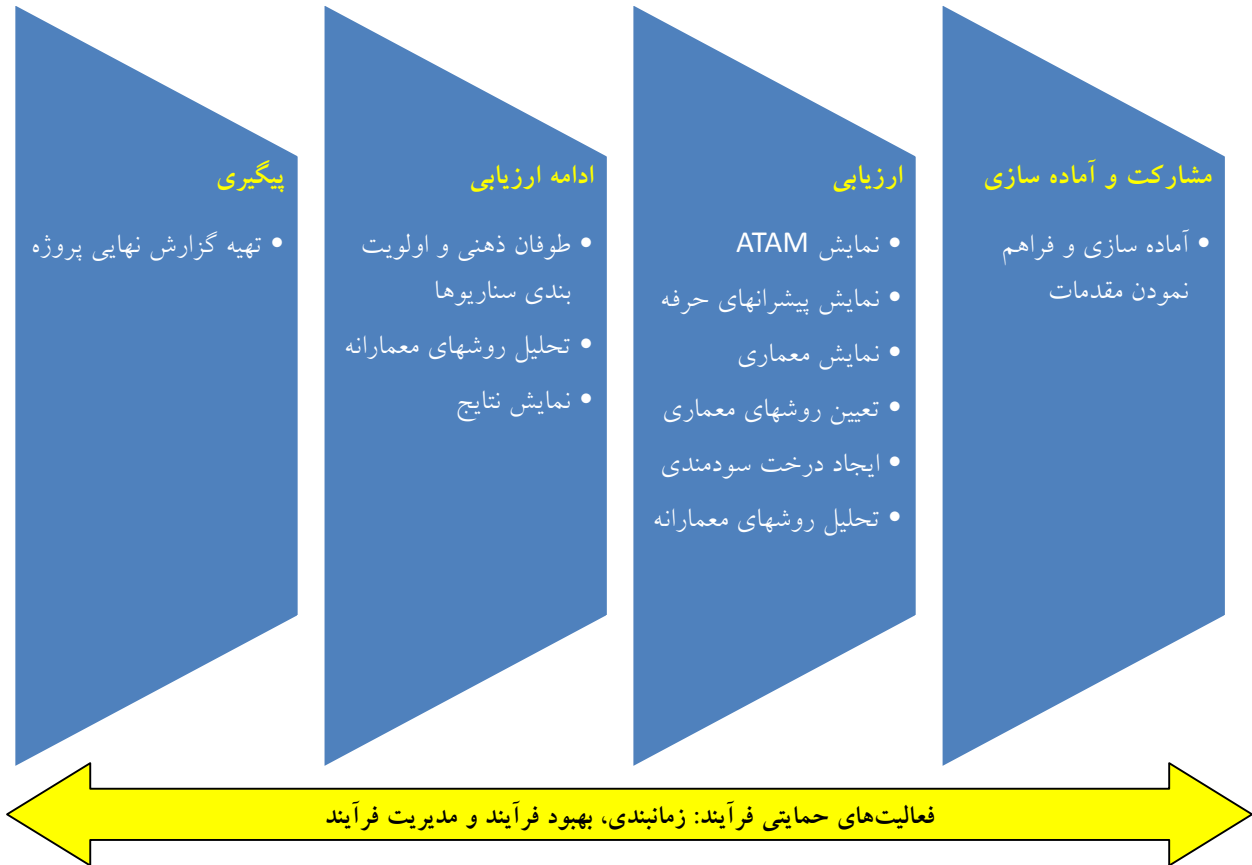 مشارکت و آماده سازی
• آماده سازی و فراهم
نمودن مقدمات
ارزیابی
• نمایش ATAM
• نمایش پیشرانهای حرفه
• نمایش معماری
• تعیین روشهای معماری
• ایجاد درخت سودمندی
• تحلیل روشهای معمارانه
ادامه ارزیابی
• طوفان ذهنی و اولویت
بندی سناریوها
• تحلیل روشهای معمارانه
• نمایش نتایج
پیگیری
• تهیه گزارش نهایی پروژه
فعالیت‌های حمایتی فرآیند: زمانبندی، بهبود فرآیند و مدیریت فرآیند